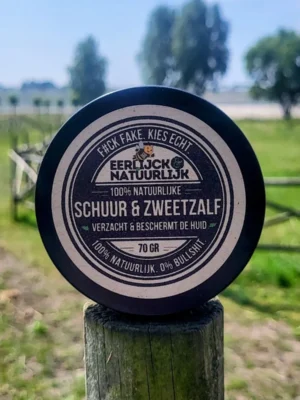 F#CK FAKE. KIES ECHT
EERLIJCK
NATUURLIJK
100% NATUURLIJKE
SCHUUR & ZWEETZALF
VERZACHT & BESCHERMT DE HUID
70 GR
100% NATUURLIJK. 0% BULLSHIT